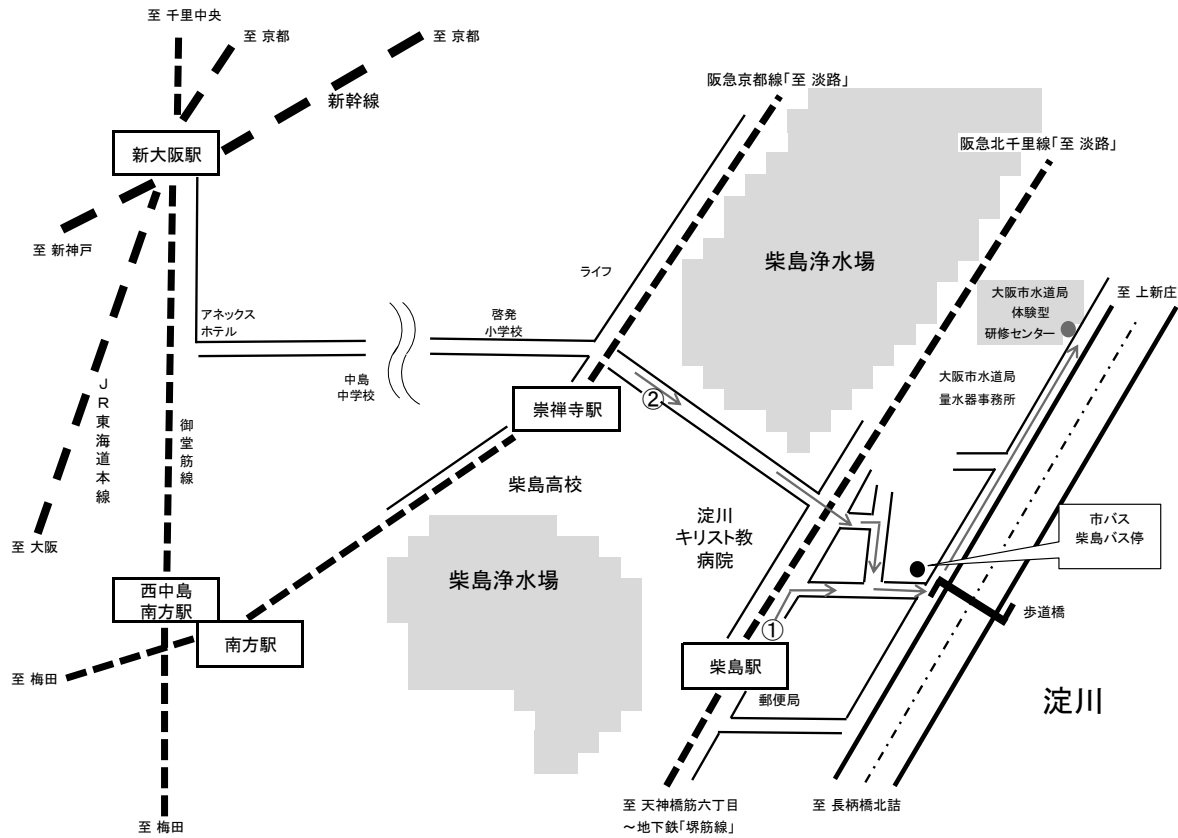 至 千里中央
至 京都
至 京都
新幹線
新大阪駅
至 新神戸
阪急京都線「至 淡路」
阪急北千里線「至 淡路」
柴島浄水場
ライフ
大阪市水道局
体験型
研修センター
至 上新庄
アネックス
ホテル
啓発
小学校
中島
中学校
大阪市水道局
量水器事務所
崇禅寺駅
②
JR東海道本線
御堂筋線
柴島高校
淀川
キリスト教
病院
市バス
柴島バス停
至 大阪
柴島浄水場
西中島
南方駅
歩道橋
①
南方駅
柴島駅
至 梅田
郵便局
淀川
至 天神橋筋六丁目
～地下鉄「堺筋線」
至 長柄橋北詰
至 梅田